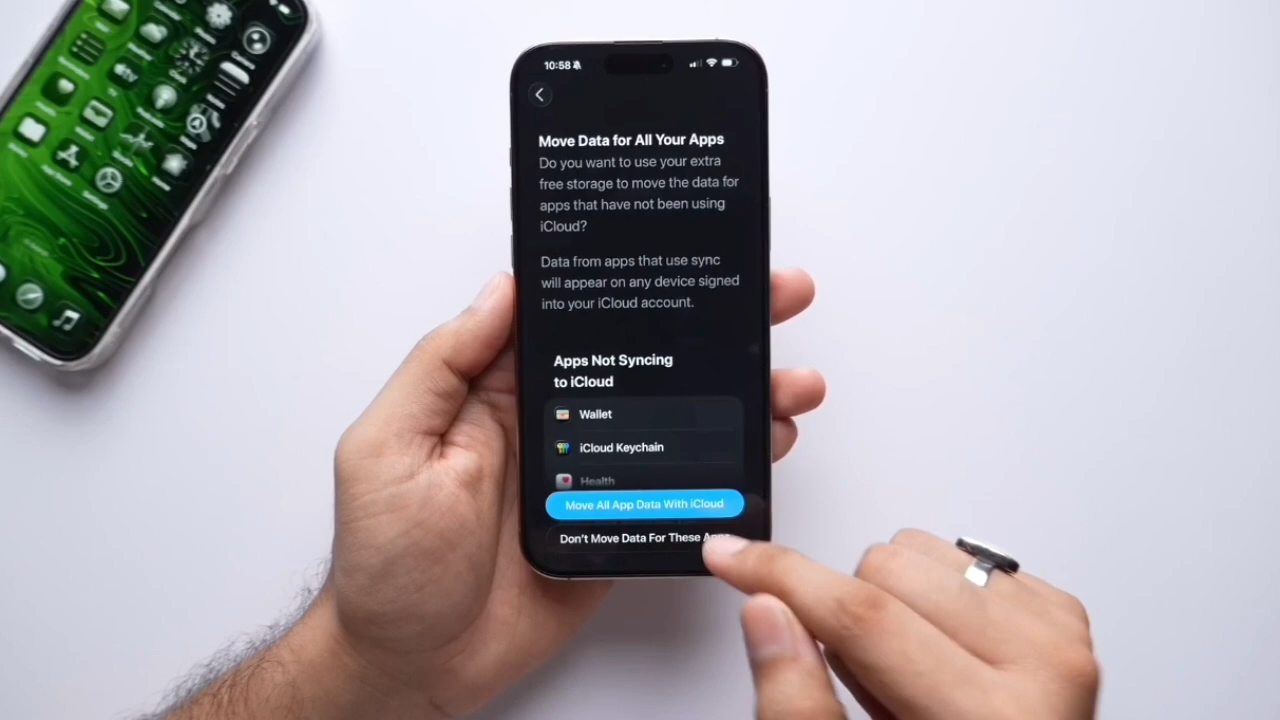 10:58
Move Data for All Your Apps
Do you want to use your extra
free storage to move the data for
apps that have not been using
iCloud?
Data from apps that use sync
will appear on any device signed
into your iCloud account.
Apps Not Syncing
to iCloud
Wallet
iCloud Keychain
Health
Move All App Data With iCloud
Don't Move Data For These Apps